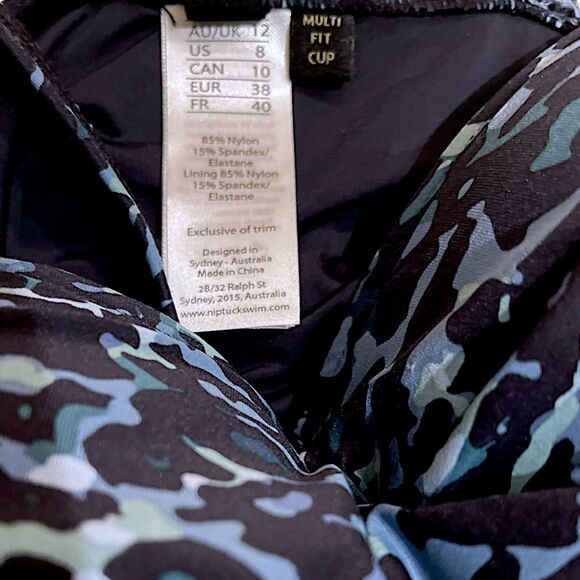 AU/UK 12
US 8
CAN 10
EUR 38
FR 40
85% Nylon
15% Spandex/
Elastane
Lining 85% Nylon
15% Spandex/
Elastane
Exclusive of trim
Designed in
Sydney - Australia
Made in China
28/32 Ralph St
Sydney, 2015, Australia
www.niptuckswim.com
MULTI
FIT
CUP